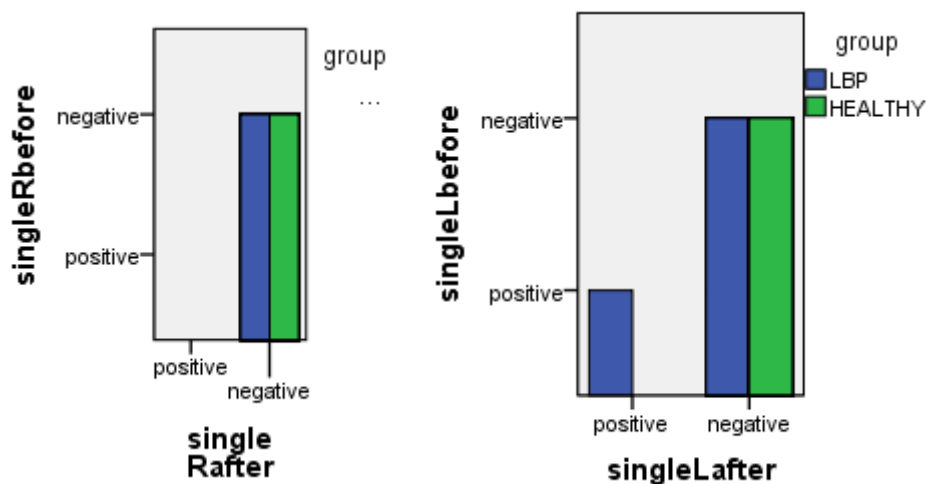 singleRbefore
negative
positive
positive
negative
single
Rafter
group
...
singleLbefore
negative
positive
positive
negative
singleLafter
group
LBP
HEALTHY